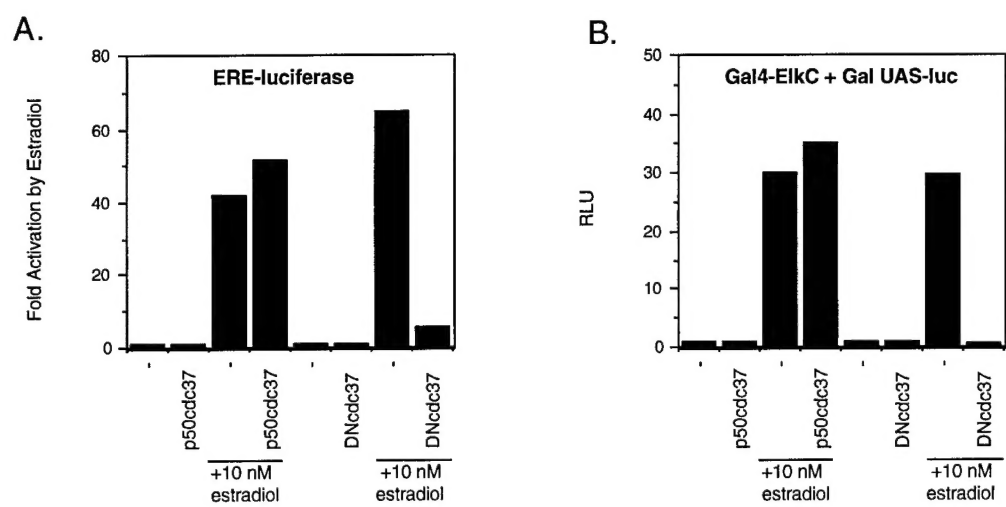 A.
ERE-luciferase
Fold Activation by Estradiol
80
60
40
20
0
-
p50cdc37
-
p50cdc37
-
DNcdc37
-
DNcdc37
+10 nM
estradiol
+10 nM
estradiol
B.
Gal4-ElkC + Gal UAS-luc
RLU
50
40
30
20
10
0
-
p50cdc37
-
p50cdc37
-
DNcdc37
-
DNcdc37
+10 nM
estradiol
+10 nM
estradiol